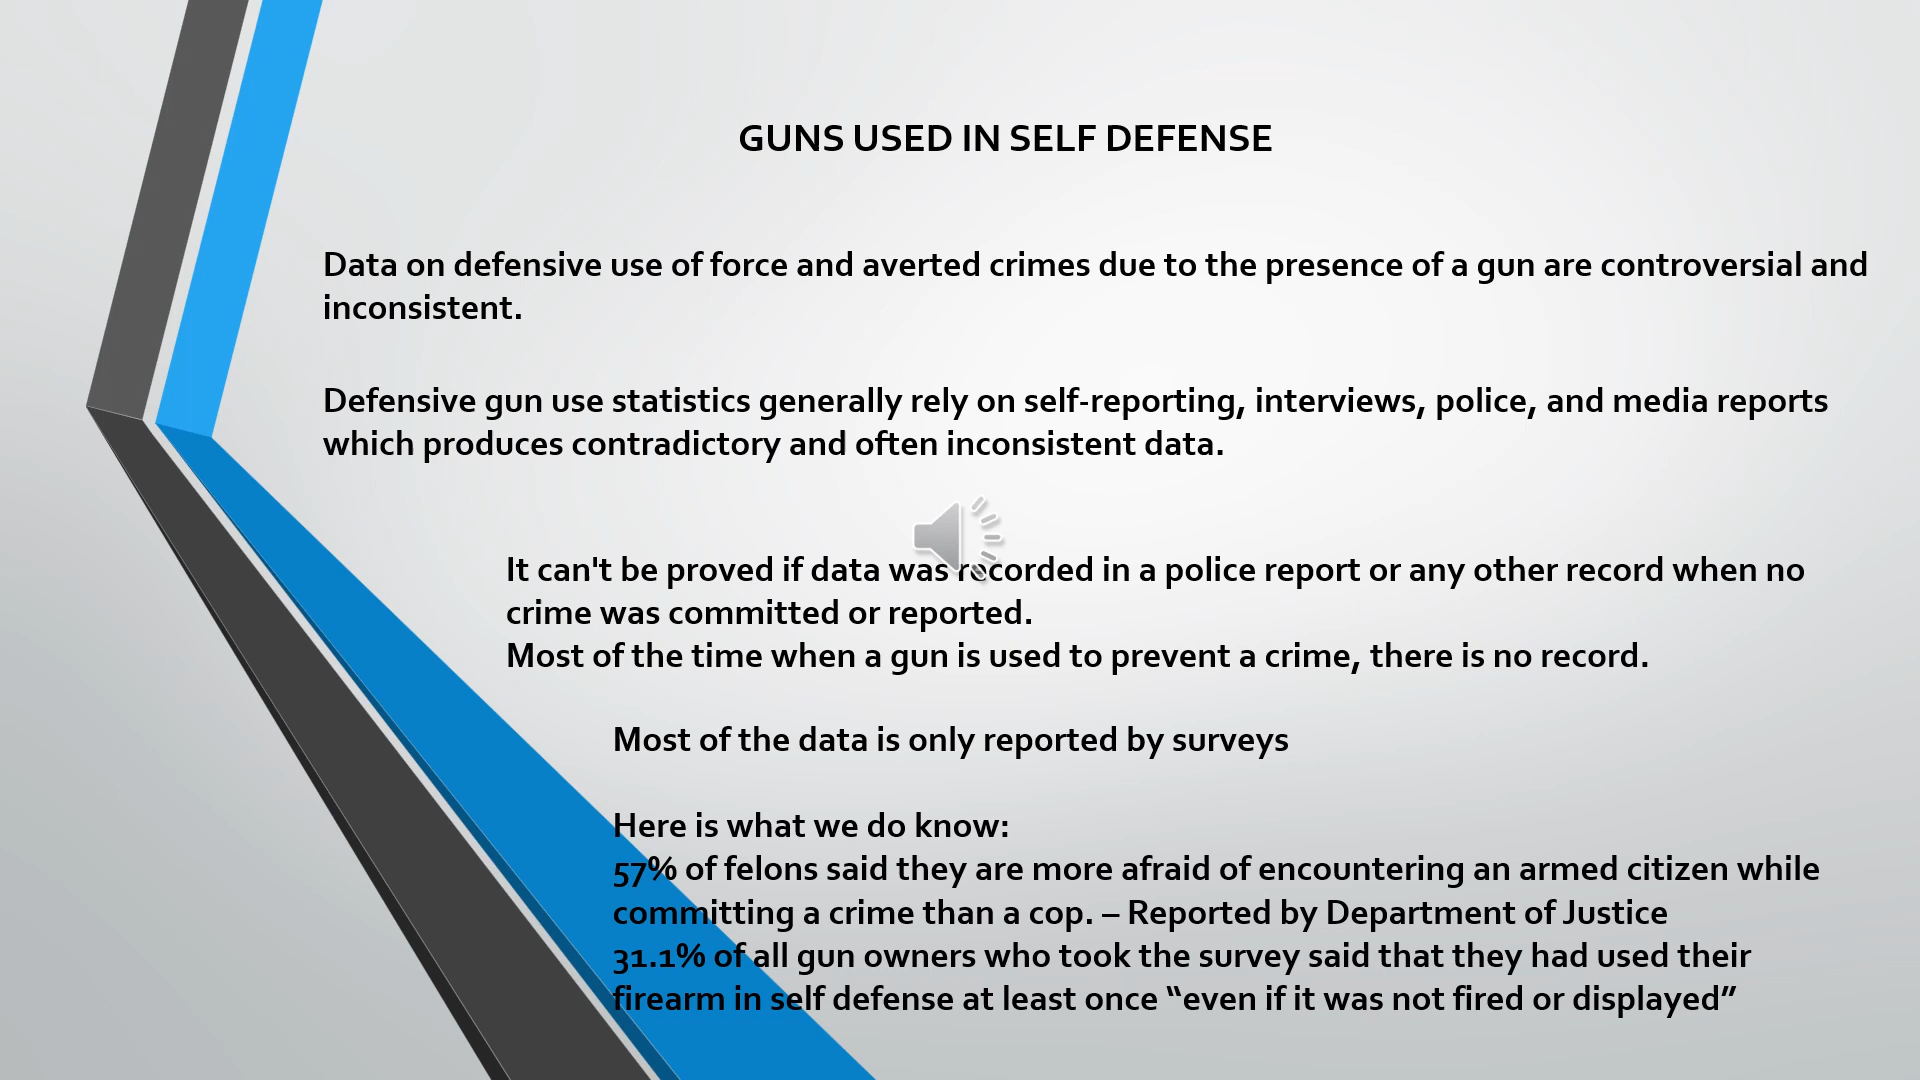 GUNS USED IN SELF DEFENSE
Data on defensive use of force and averted crimes due to the presence of a gun are controversial and
inconsistent.
Defensive gun use statistics generally rely on self-reporting, interviews, police, and media reports
which produces contradictory and often inconsistent data.
It can't be proved if data was recorded in a police report or any other record when no
crime was committed or reported.
Most of the time when a gun is used to prevent a crime, there is no record.
Most of the data is only reported by surveys
Here is what we do know:
57% of felons said they are more afraid of encountering an armed citizen while
committing a crime than a cop. – Reported by Department of Justice
31.1% of all gun owners who took the survey said that they had used their
firearm in self defense at least once “even if it was not fired or displayed”